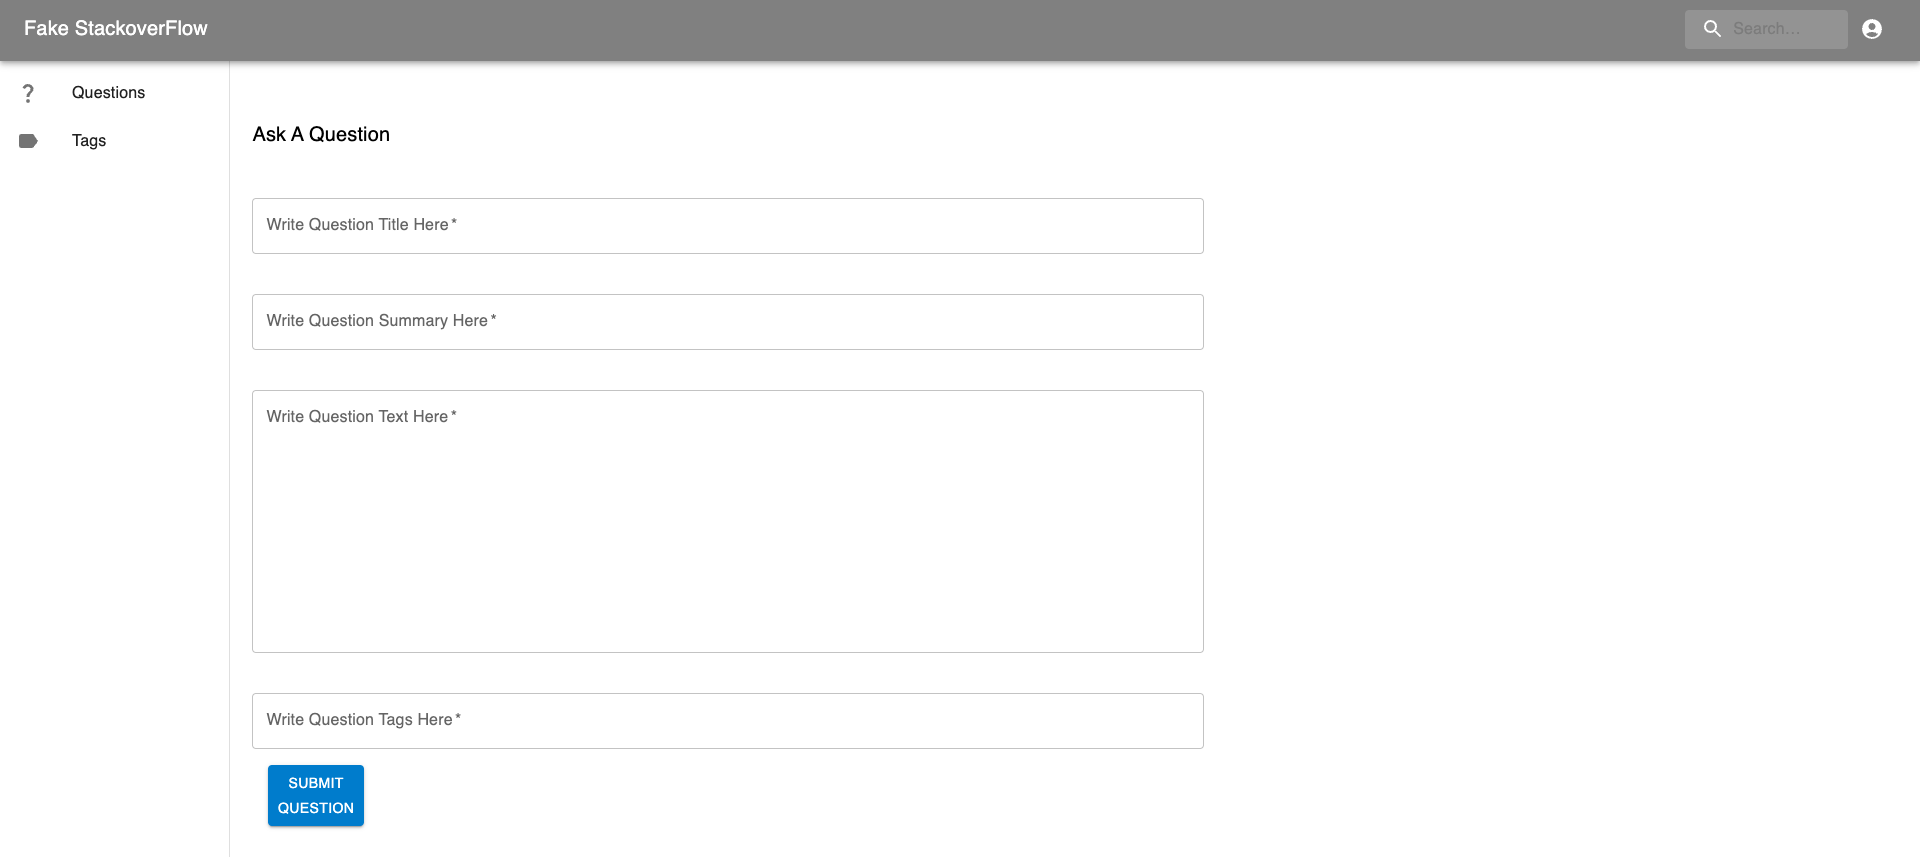 Fake StackoverFlow
Search…
Questions
Tags
Ask A Question
Write Question Title Here *
Write Question Summary Here *
Write Question Text Here *
Write Question Tags Here *
SUBMIT
QUESTION